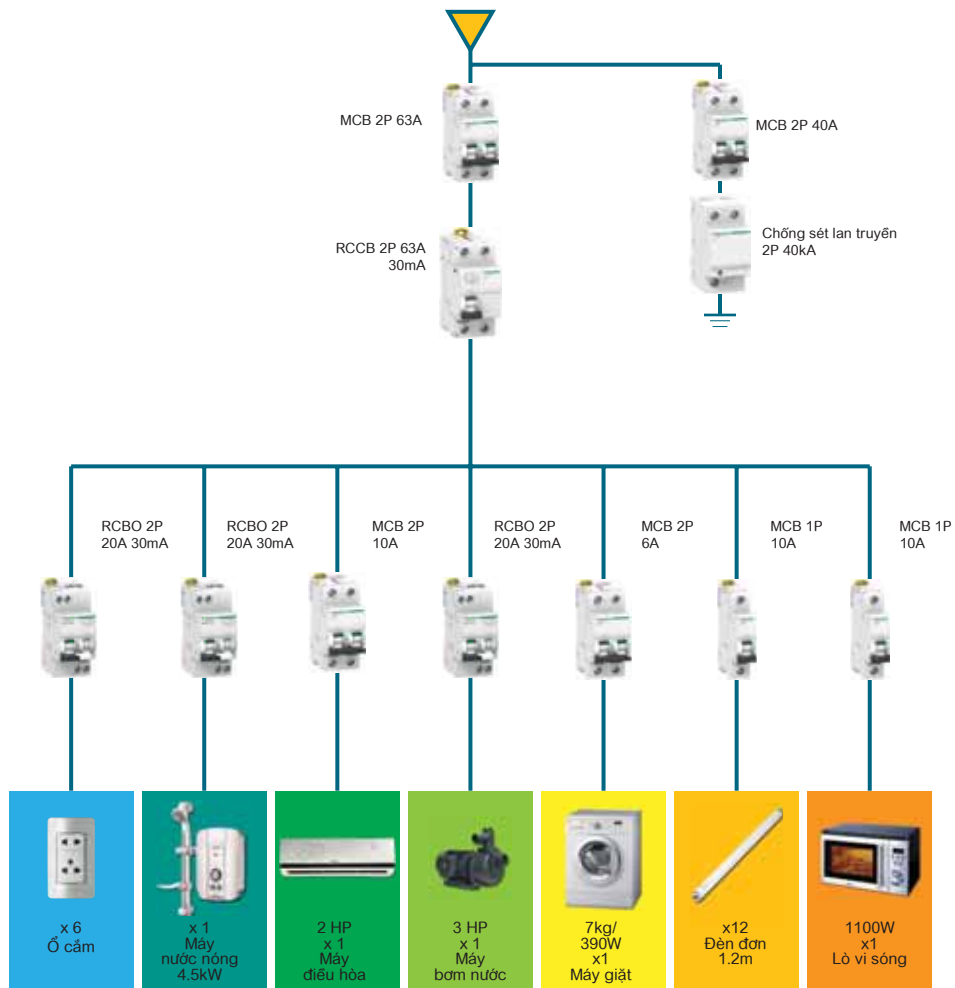 MCB 2P 63A
MCB 2P 40A
RCCB 2P 63A
30mA
Chống sét lan truyền
2P 40kA
RCBO 2P
20A 30mA
RCBO 2P
20A 30mA
MCB 2P
10A
RCBO 2P
20A 30mA
MCB 2P
6A
MCB 1P
10A
MCB 1P
10A
x 6
Ổ cắm
x 1
Máy
nước nóng
4.5kW
2 HP
x 1
Máy
điều hòa
3 HP
x 1
Máy
bơm nước
7kg/
390W
x1
Máy giặt
x12
Đèn đơn
1.2m
1100W
x1
Lò vi sóng